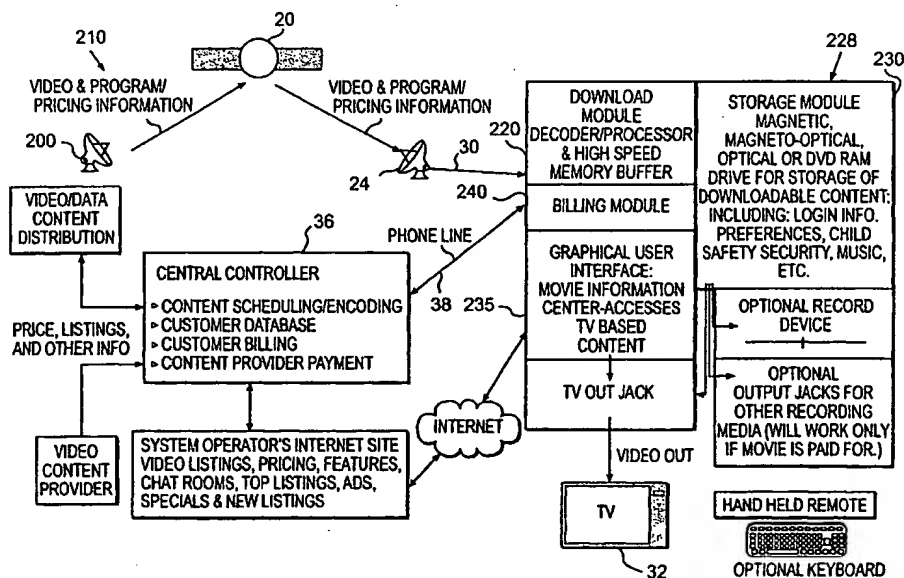 210
20
VIDEO & PROGRAM/
PRICING INFORMATION
VIDEO & PROGRAM/
PRICING INFORMATION
200
24
30
VIDEO/DATA
CONTENT
DISTRIBUTION
36
CENTRAL CONTROLLER
CONTENT SCHEDULING/ENCODING
CUSTOMER DATABASE
CUSTOMER BILLING
CONTENT PROVIDER PAYMENT
PRICE, LISTINGS,
AND OTHER INFO
VIDEO
CONTENT
PROVIDER
SYSTEM OPERATOR'S INTERNET SITE
VIDEO LISTINGS, PRICING, FEATURES,
CHAT ROOMS, TOP LISTINGS, ADS,
SPECIALS & NEW LISTINGS
PHONE LINE
38
INTERNET
220
240
235
DOWNLOAD
MODULE
DECODER/PROCESSOR
& HIGH SPEED
MEMORY BUFFER
BILLING MODULE
GRAPHICAL USER
INTERFACE:
MOVIE INFORMATION
CENTER-ACCESSES
TV BASED
CONTENT
TV OUT JACK
VIDEO OUT
TV
32
228
230
STORAGE MODULE
MAGNETIC,
MAGNETO-OPTICAL,
OPTICAL OR DVD RAM
DRIVE FOR STORAGE OF
DOWNLOADABLE CONTENT:
INCLUDING: LOGIN INFO.
PREFERENCES, CHILD
SAFETY SECURITY, MUSIC,
ETC.
OPTIONAL RECORD
DEVICE
OPTIONAL
OUTPUT JACKS FOR
OTHER RECORDING
MEDIA (WILL WORK ONLY
IF MOVIE IS PAID FOR.)
HAND HELD REMOTE
OPTIONAL KEYBOARD